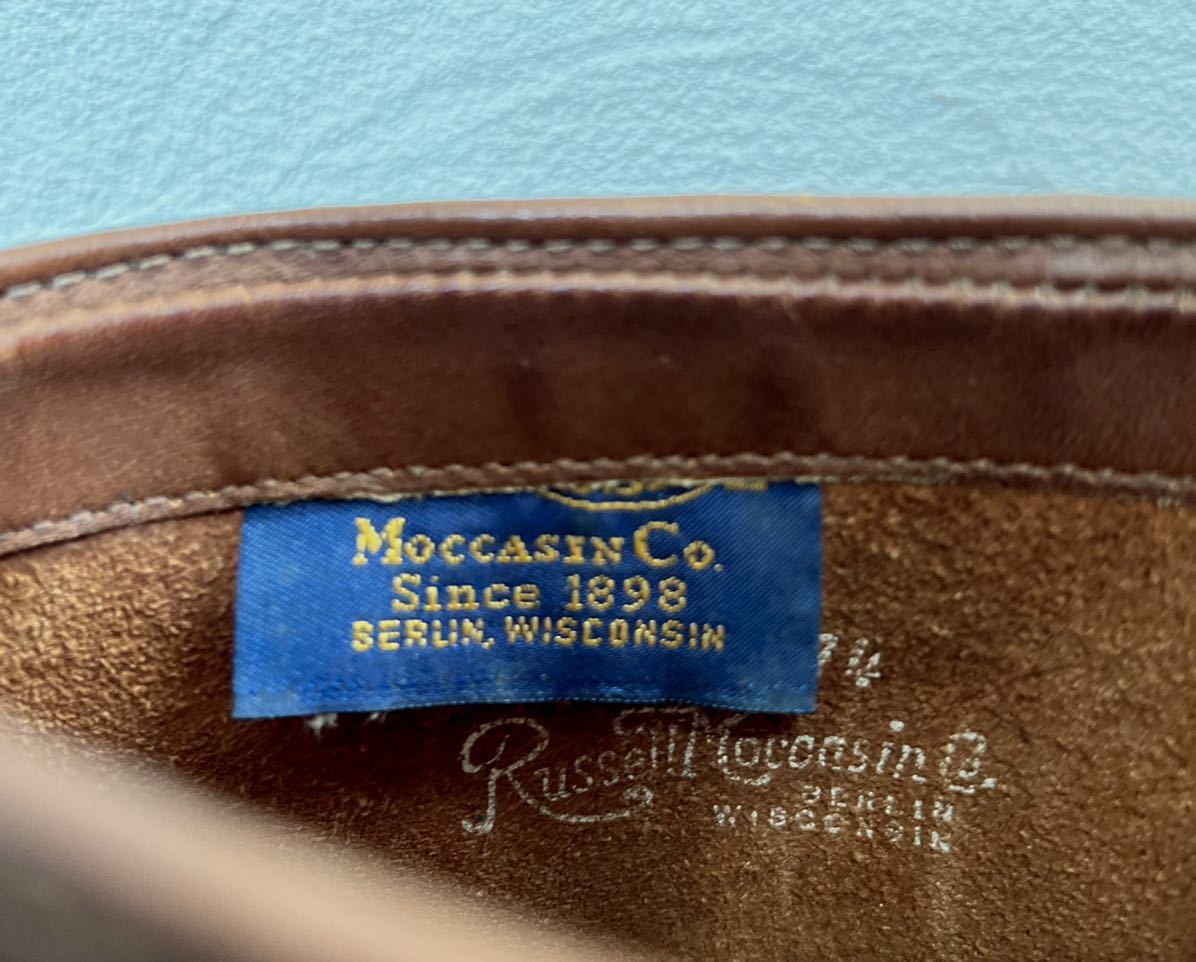 Moccasin Co.
Since 1898
BERLIN, WISCONSIN
Russell Moccasin Co.
BERLIN
WISCONSIN